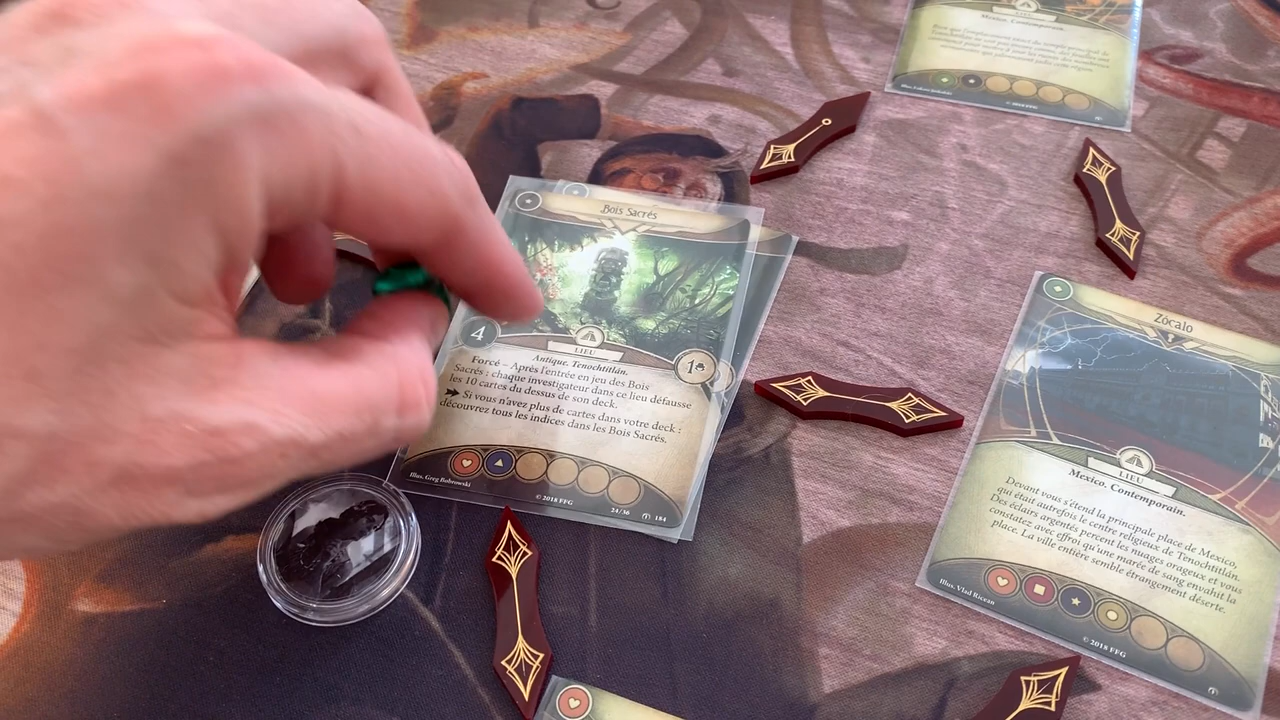 Mexico. Contemporain.
© 2018 FFG
Bois Sacrés
4
LIEU
1
Antique. Tenochtitlán.
Forcé – Après l'entrée en jeu des Bois
Sacrés : chaque investigateur dans ce lieu défausse
les 10 cartes du dessus de son deck.
Si vous n'avez plus de cartes dans votre deck :
découvrez tous les indices dans les Bois Sacrés.
Illus. Greg Bobrowski
© 2018 FFG
24/36
184
Zócalo
LIEU
Mexico. Contemporain.
Devant vous s'étend la principale place de Mexico,
qui était autrefois le centre religieux de Tenochtitlán.
Des éclairs argentés percent les nuages orageux et vous
constatez avec effroi qu'une marée de sang envahit la
place. La ville entière semble étrangement déserte.
Illus. Vlad Ricean
© 2018 FFG